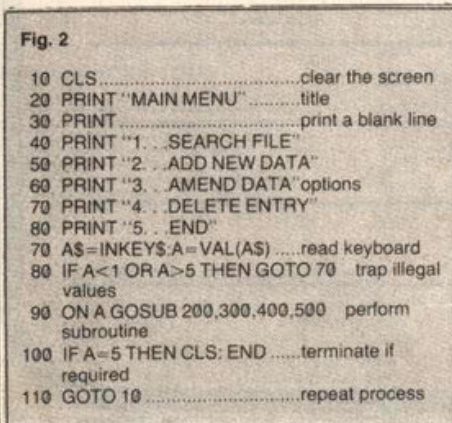 Fig. 2
10 CLS..............................clear the screen
20 PRINT "MAIN MENU".........title
30 PRINT..............................print a blank line
40 PRINT "1. . .SEARCH FILE"
50 PRINT "2. . .ADD NEW DATA"
60 PRINT "3. . .AMEND DATA"options
70 PRINT "4. . .DELETE ENTRY"
80 PRINT "5. . .END"
70 A$=INKEY$:A=VAL(A$) .....read keyboard
80 IF A<1 OR A>5 THEN GOTO 70 trap illegal
values
90 ON A GOSUB 200,300,400,500 perform
subroutine
100 IF A=5 THEN CLS: END ......terminate if
required
110 GOTO 10 ...........................repeat process